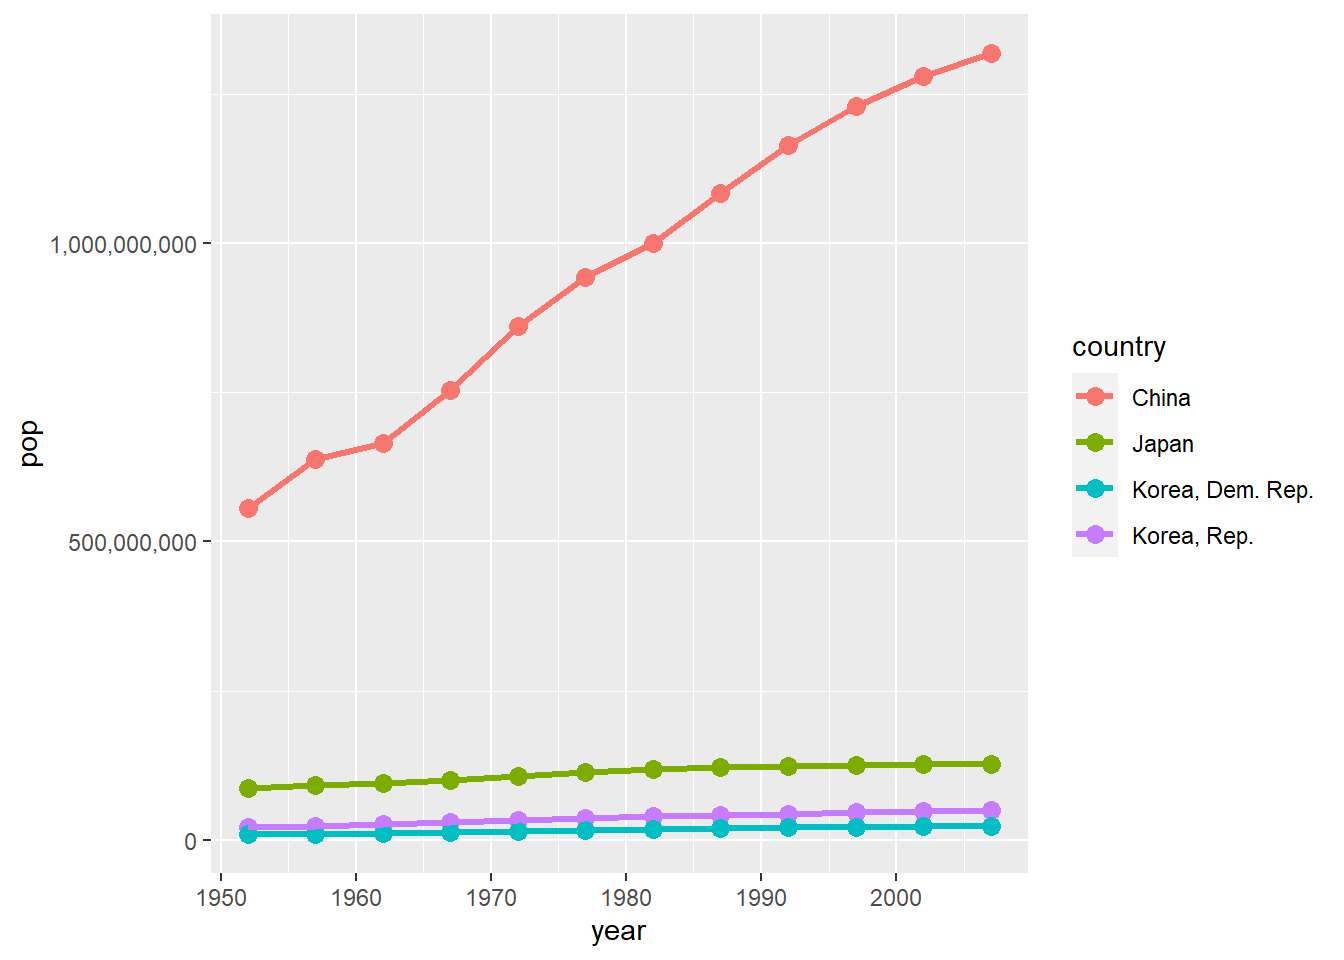 pop
1,000,000,000
500,000,000
0
1950 1960 1970 1980 1990 2000
year
country
China
Japan
Korea, Dem. Rep.
Korea, Rep.